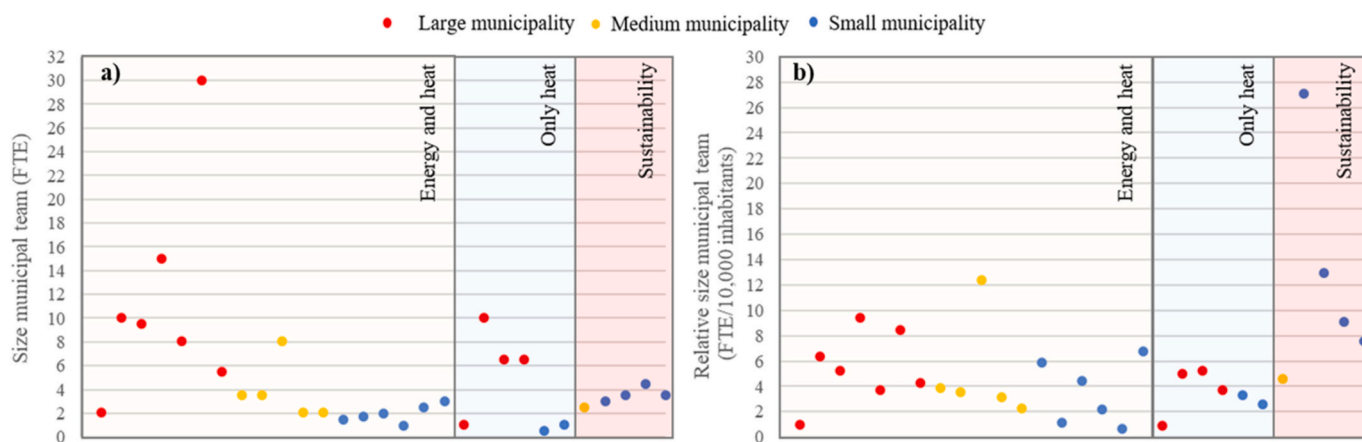 Large municipality Medium municipality Small municipality
a)
Size municipal team (FTE)
32
30
28
26
24
22
20
18
16
14
12
10
8
6
4
2
0
Energy and heat
Only heat
Sustainability
b)
Relative size municipal team
(FTE/10,000 inhabitants)
30
28
26
24
22
20
18
16
14
12
10
8
6
4
2
0
Energy and heat
Only heat
Sustainability